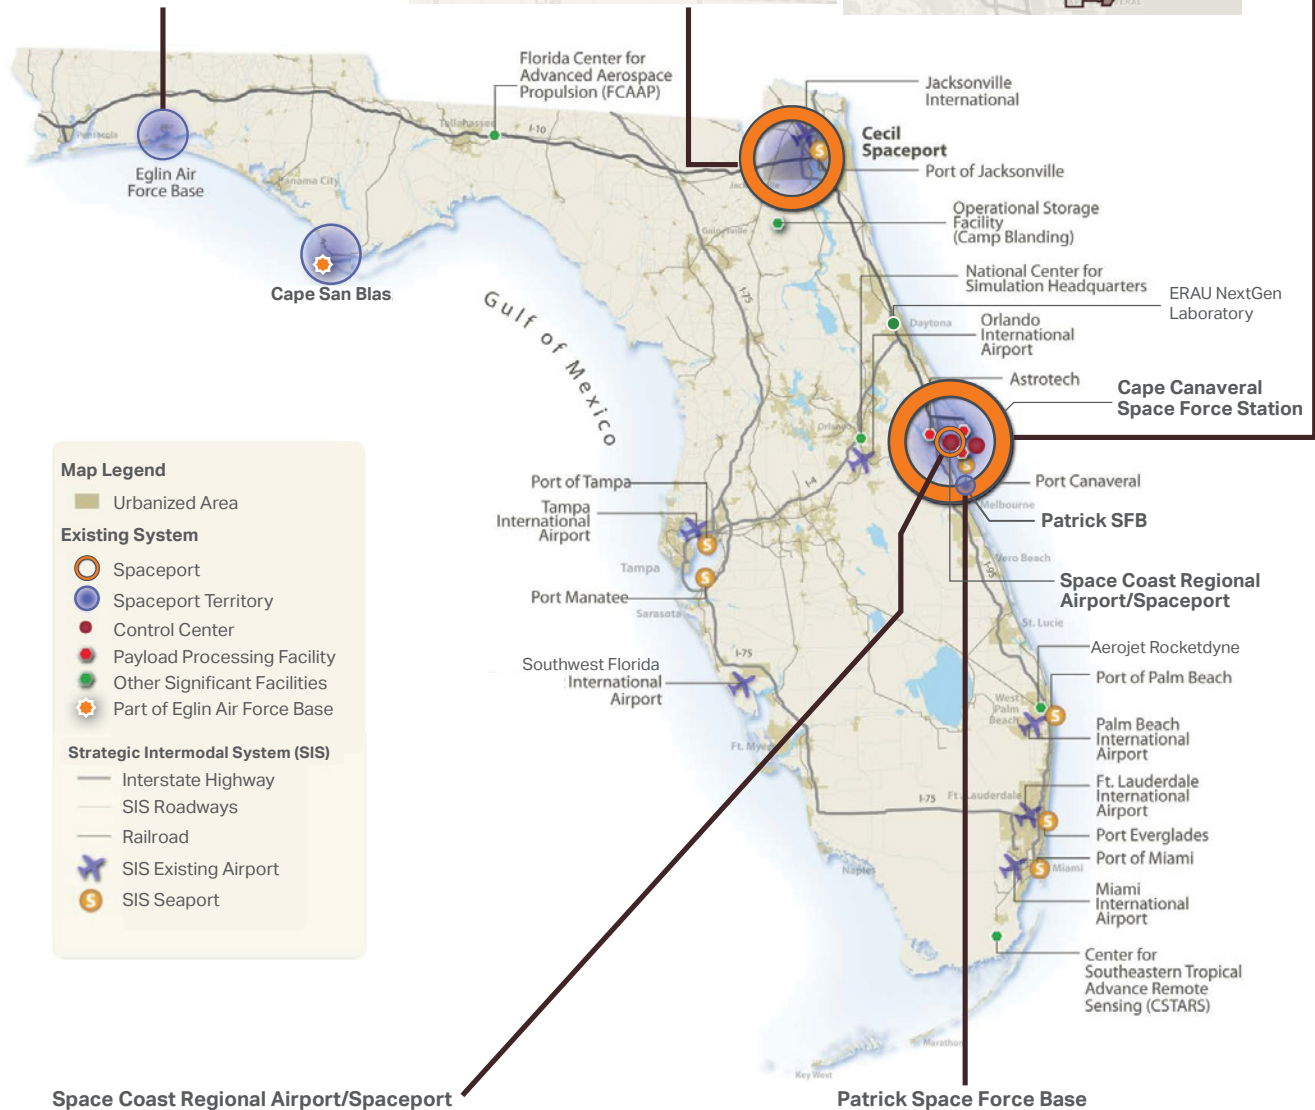 Florida Center for
Advanced Aerospace
Propulsion (FCAAP)
Jacksonville
International
Cecil
Spaceport
Port of Jacksonville
Operational Storage
Facility
(Camp Blanding)
National Center for
Simulation Headquarters
ERAU NextGen
Laboratory
Orlando
International
Airport
Astrotech
Cape Canaveral
Space Force Station
Port Canaveral
Patrick SFB
Space Coast Regional
Airport/Spaceport
Aerojet Rocketdyne
Port of Palm Beach
Palm Beach
International
Airport
Ft. Lauderdale
International
Airport
Port Everglades
Port of Miami
Miami
International
Airport
Center for
Southeastern Tropical
Advance Remote
Sensing (CSTARS)
Pensacola
Eglin Air
Force Base
Panama City
Cape San Blas
Tallahassee
I-10
Gainesville
I-75
Daytona
Orlando
I-4
Melbourne
Vero Beach
I-95
St. Lucie
West
Palm
Beach
Gulf of Mexico
Port of Tampa
Tampa
International
Airport
Tampa
Port Manatee
Sarasota
I-75
Southwest Florida
International
Airport
Ft. Myers
I-75
Ft. Lauderdale
Naples
Miami
Marathon
Key West
Map Legend
Urbanized Area
Existing System
Spaceport
Spaceport Territory
Control Center
Payload Processing Facility
Other Significant Facilities
Part of Eglin Air Force Base
Strategic Intermodal System (SIS)
Interstate Highway
SIS Roadways
Railroad
SIS Existing Airport
S SIS Seaport
S
S
S
S
S
S
S
Space Coast Regional Airport/Spaceport
Patrick Space Force Base